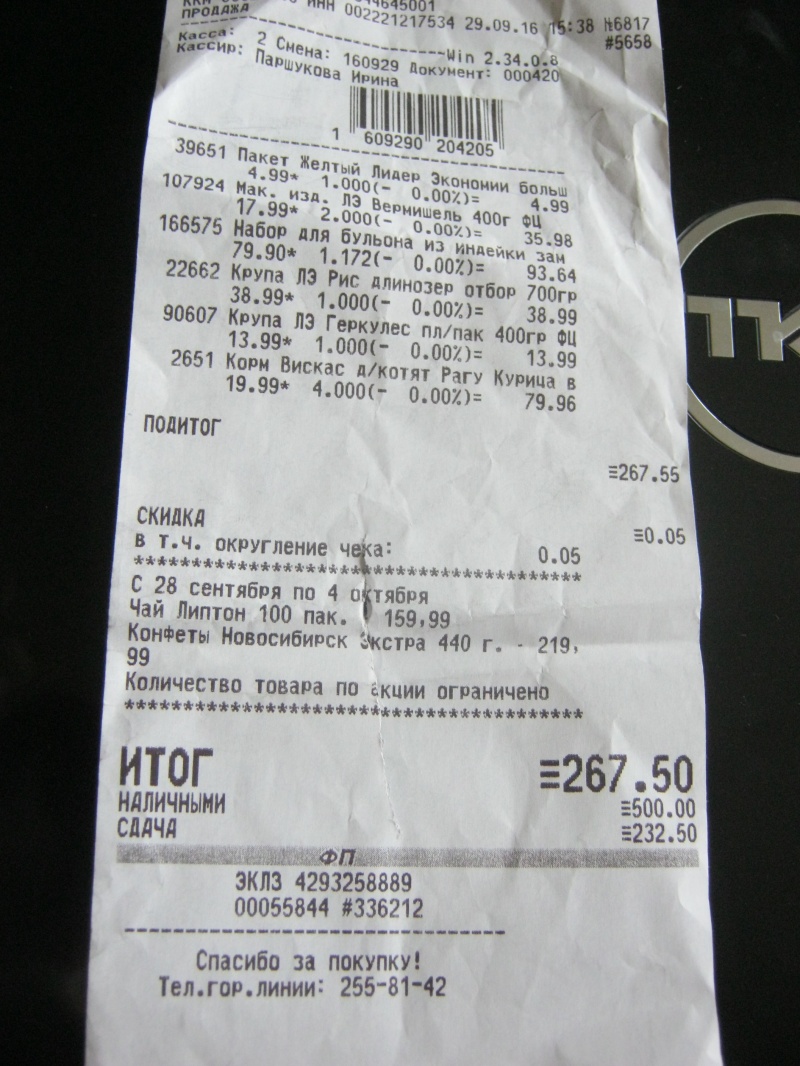 ИНН 002221217534 29.09.16 15:38 №6817
ПРОДАЖА #5658
Win 2.34.0.8
Касса: 2 Смена: 160929 Документ: 000420
Кассир: Паршукова Ирина
1 609290 204205
39651 Пакет Желтый Лидер Экономии больш
4.99* 1.000(- 0.00%)= 4.99
107924 Мак. изд. ЛЭ Вермишель 400г ФЦ
17.99* 2.000(- 0.00%)= 35.98
166575 Набор для бульона из индейки зам
79.90* 1.172(- 0.00%)= 93.64
22662 Крупа ЛЭ Рис длинозер отбор 700гр
38.99* 1.000(- 0.00%)= 38.99
90607 Крупа ЛЭ Геркулес пл/пак 400гр ФЦ
13.99* 1.000(- 0.00%)= 13.99
2651 Корм Вискас д/котят Рагу Курица в
19.99* 4.000(- 0.00%)= 79.96
ПОДИТОГ
≡267.55
СКИДКА ≡0.05
в т.ч. округление чека: 0.05
**************************************
С 28 сентября по 4 октября
Чай Липтон 100 пак. 159,99
Конфеты Новосибирск Экстра 440 г. - 219,
99
Количество товара по акции ограничено
**************************************
ИТОГ ≡267.50
НАЛИЧНЫМИ ≡500.00
СДАЧА ≡232.50
ФП
ЭКЛЗ 4293258889
00055844 #336212
Спасибо за покупку!
Тел.гор.линии: 255-81-42